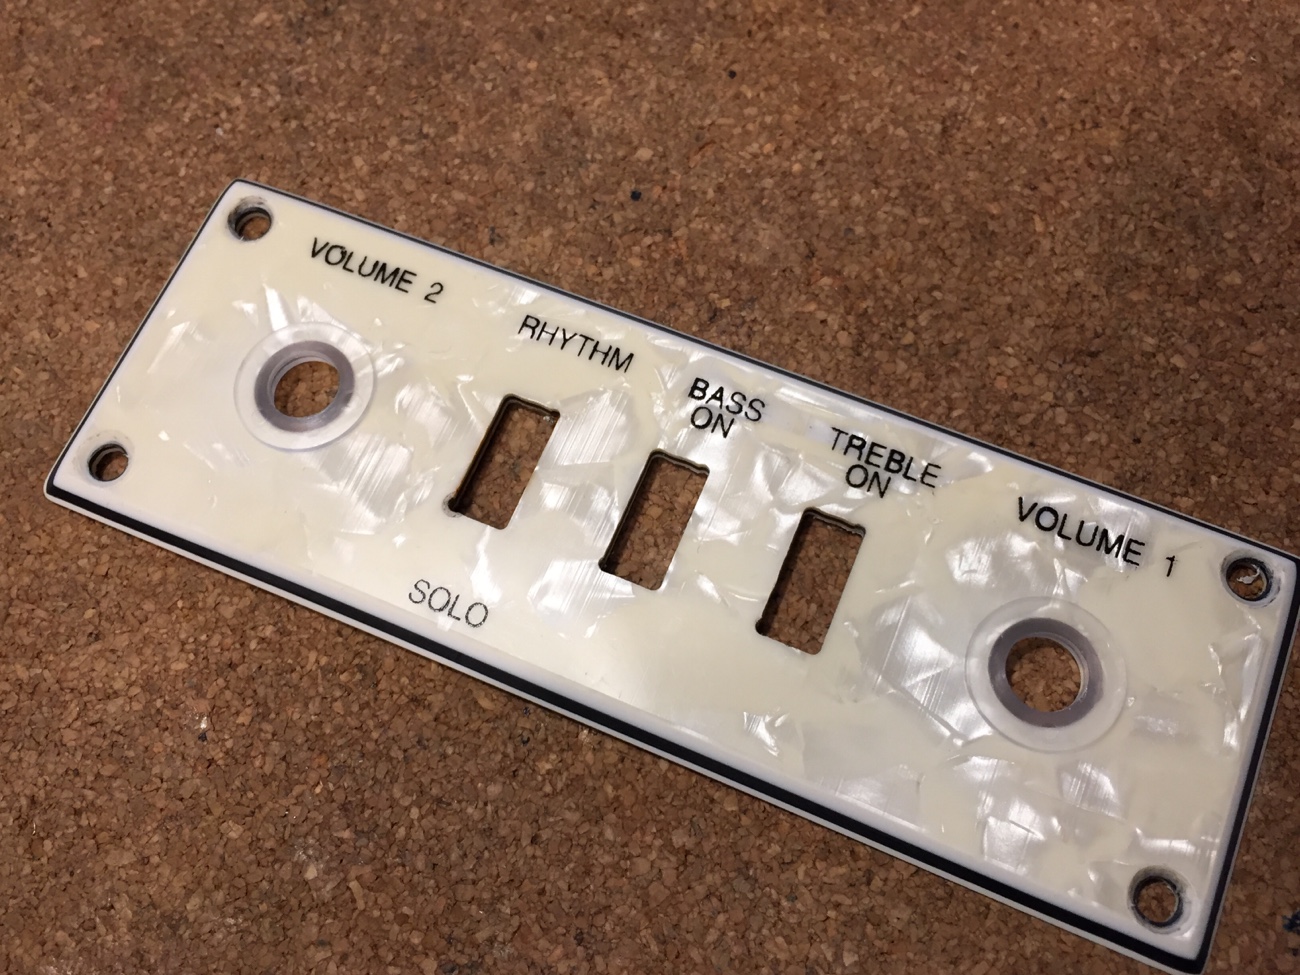 VOLUME 2
RHYTHM
BASS
ON
TREBLE
ON
VOLUME 1
SOLO